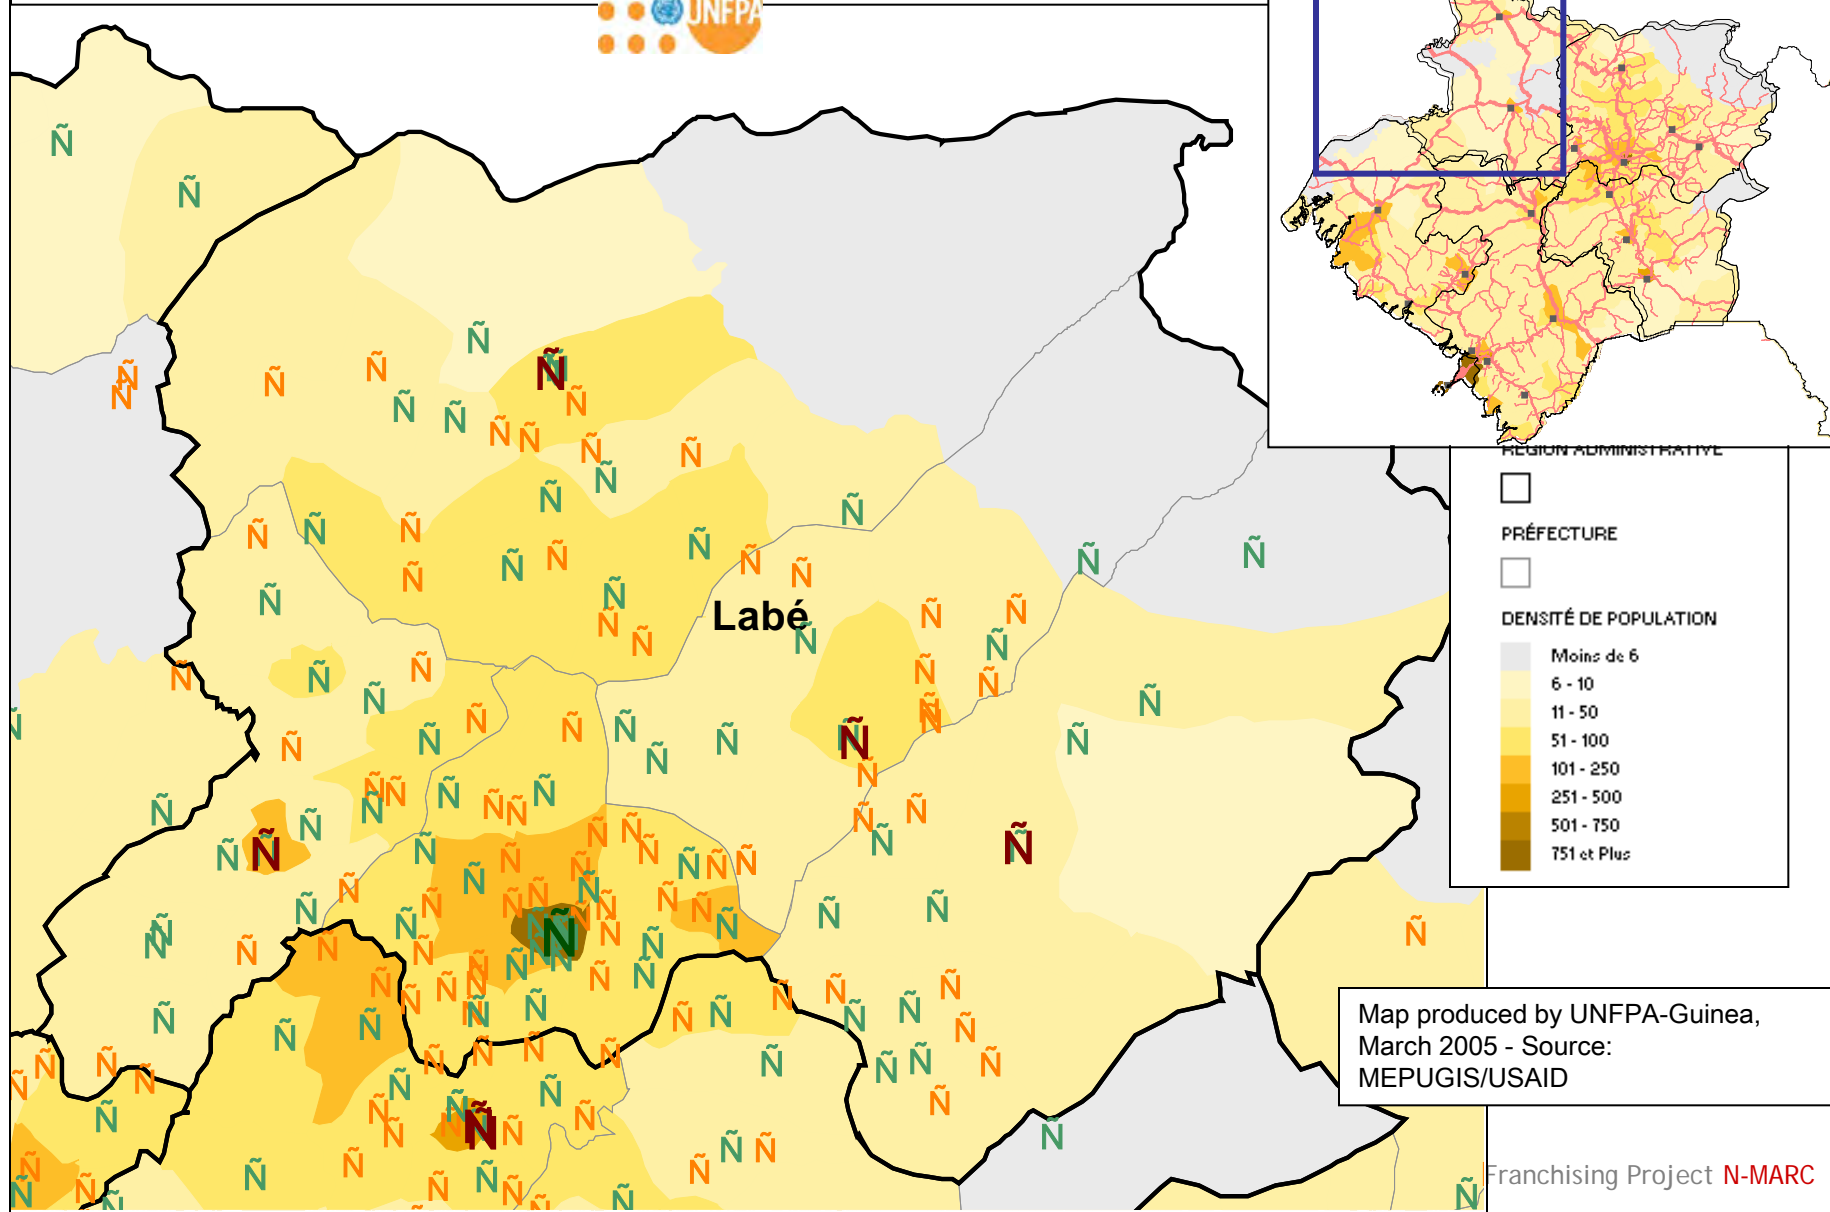 UNFPA
Labé
RÉGION ADMINISTRATIVE
PRÉFECTURE
DENSITÉ DE POPULATION
Moins de 6
6 - 10
11 - 50
51 - 100
101 - 250
251 - 500
501 - 750
751 et Plus
Map produced by UNFPA-Guinea,
March 2005 - Source:
MEPUGIS/USAID
Franchising Project N-MARC